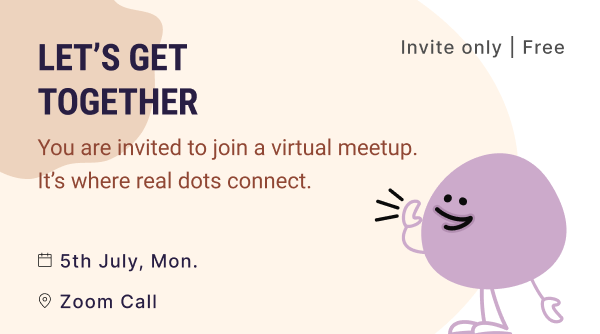 LET’S GET
TOGETHER
Invite only | Free
You are invited to join a virtual meetup.
It’s where real dots connect.
5th July, Mon.
Zoom Call